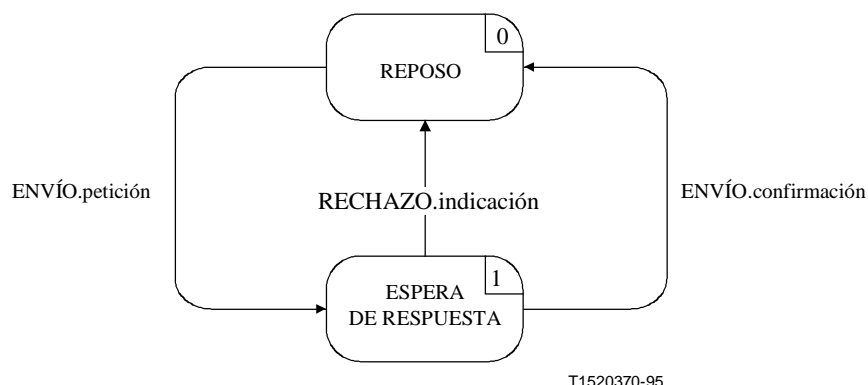 0
REPOSO
ENVÍO.petición
RECHAZO.indicación
ENVÍO.confirmación
1
ESPERA
DE RESPUESTA
T1520370-95